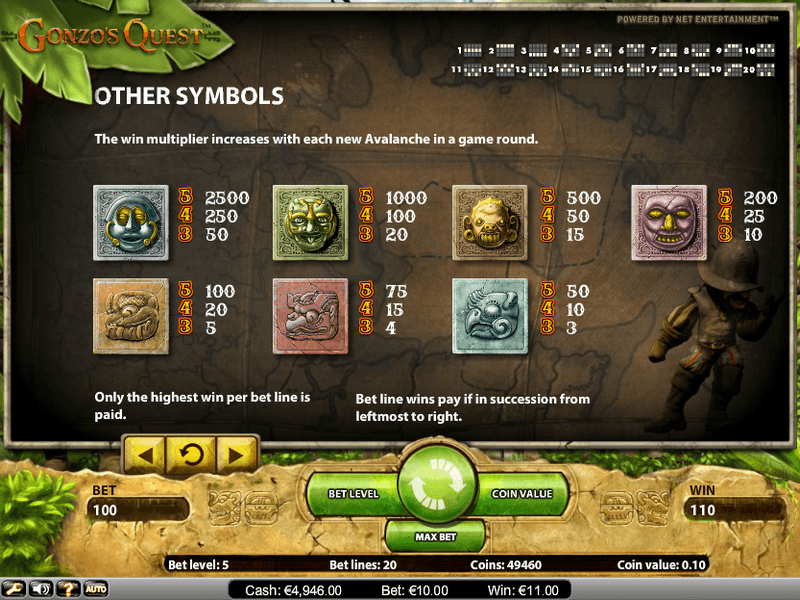 GONZO'S QUEST™
POWERED BY NET ENTERTAINMENT™
1 2 3 4 5 6 7 8 9 10
11 12 13 14 15 16 17 18 19 20
OTHER SYMBOLS
The win multiplier increases with each new Avalanche in a game round.
5 2500 5 1000 5 500 5 200
4 250 4 100 4 50 4 25
3 50 3 20 3 15 3 10
5 100 5 75 5 50
4 20 4 15 4 10
3 5 3 4 3 3
Only the highest win per bet line is
paid.
Bet line wins pay if in succession from
leftmost to right.
BET
100
BET LEVEL
COIN VALUE
MAX BET
WIN
110
Bet level: 5 Bet lines: 20 Coins: 49460 Coin value: 0.10
? AUTO Cash: €4,946.00 Bet: €10.00 Win: €11.00